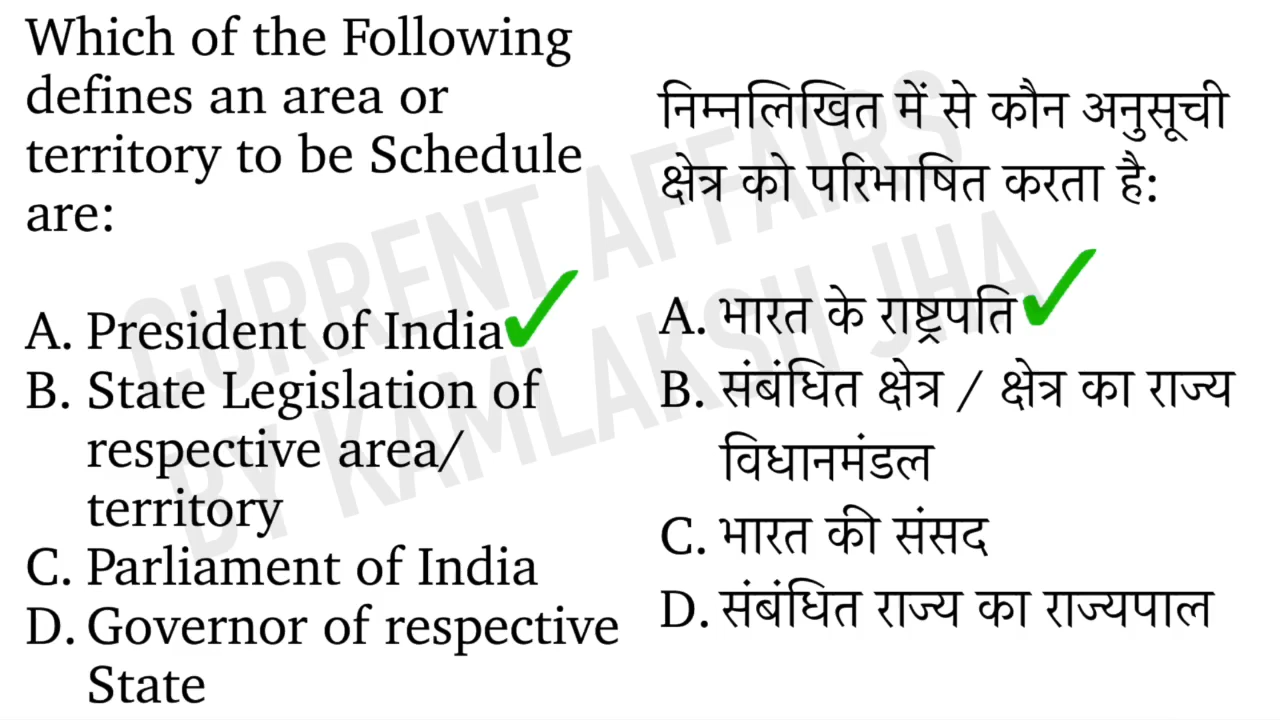 Which of the Following
defines an area or
territory to be Schedule
are:
A. President of India
B. State Legislation of
respective area/
territory
C. Parliament of India
D. Governor of respective
State
निम्नलिखित में से कौन अनुसूची
क्षेत्र को परिभाषित करता है:
A. भारत के राष्ट्रपति
B. संबंधित क्षेत्र / क्षेत्र का राज्य
विधानमंडल
C. भारत की संसद
D. संबंधित राज्य का राज्यपाल
CURRENT AFFAIRS
BY KAMLAKSH JHA